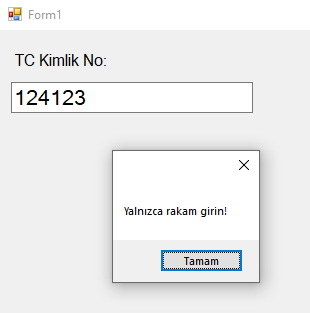 Form1
TC Kimlik No:
124123
Yalnızca rakam girin!
Tamam